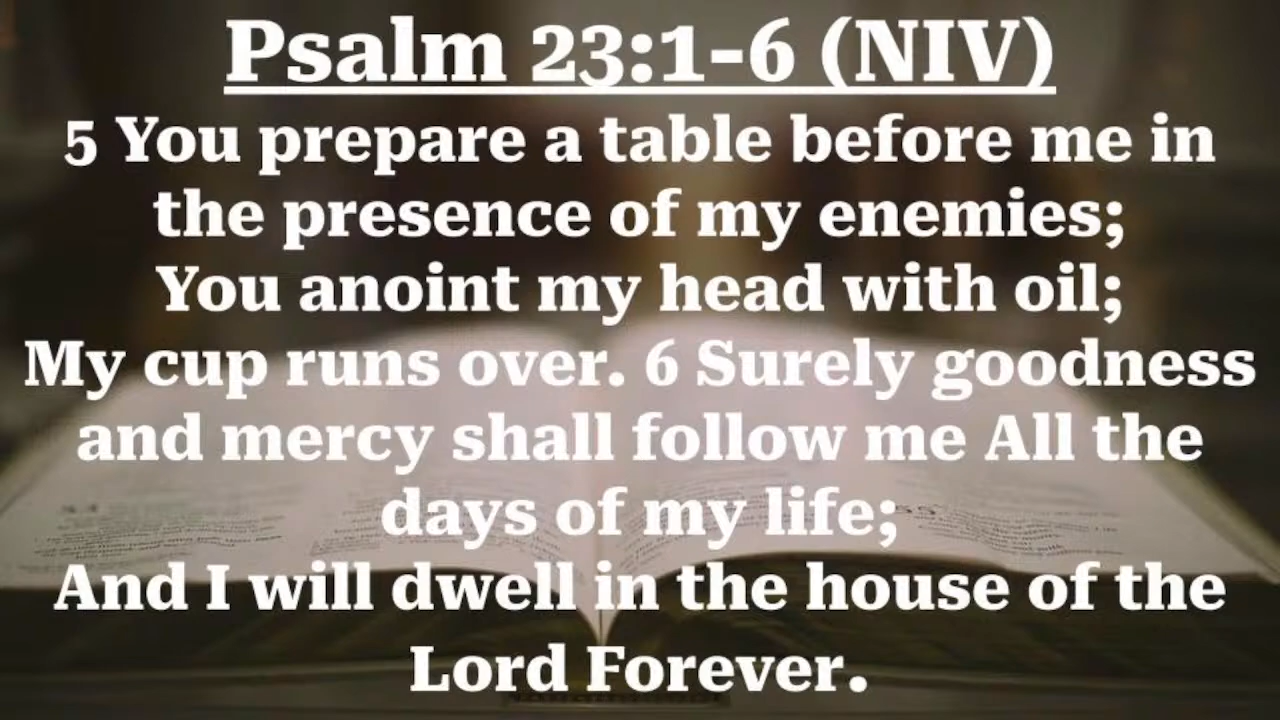 Psalm 23:1-6 (NIV)
5 You prepare a table before me in
the presence of my enemies;
You anoint my head with oil;
My cup runs over. 6 Surely goodness
and mercy shall follow me All the
days of my life;
And I will dwell in the house of the
Lord Forever.